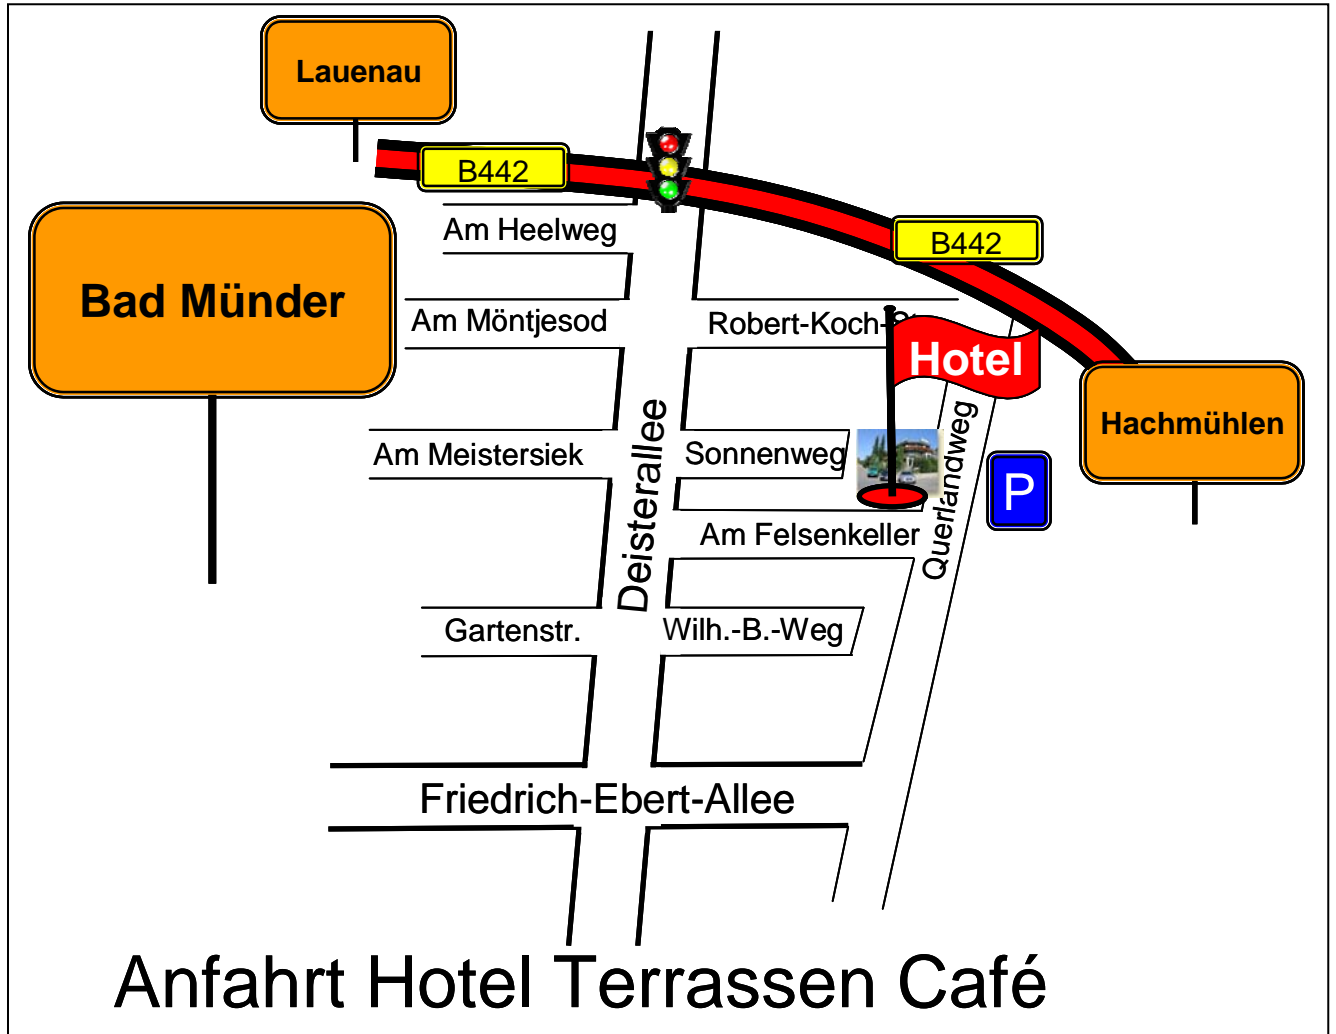 Lauenau
B442
Am Heelweg
B442
Bad Münder
Am Möntjesod
Robert-Koch-
Hotel
Deisterallee
Am Meistersiek
Sonnenweg
Querlandweg
Hachmühlen
P
Am Felsenkeller
Gartenstr.
Wilh.-B.-Weg
Friedrich-Ebert-Allee
Anfahrt Hotel Terrassen Café